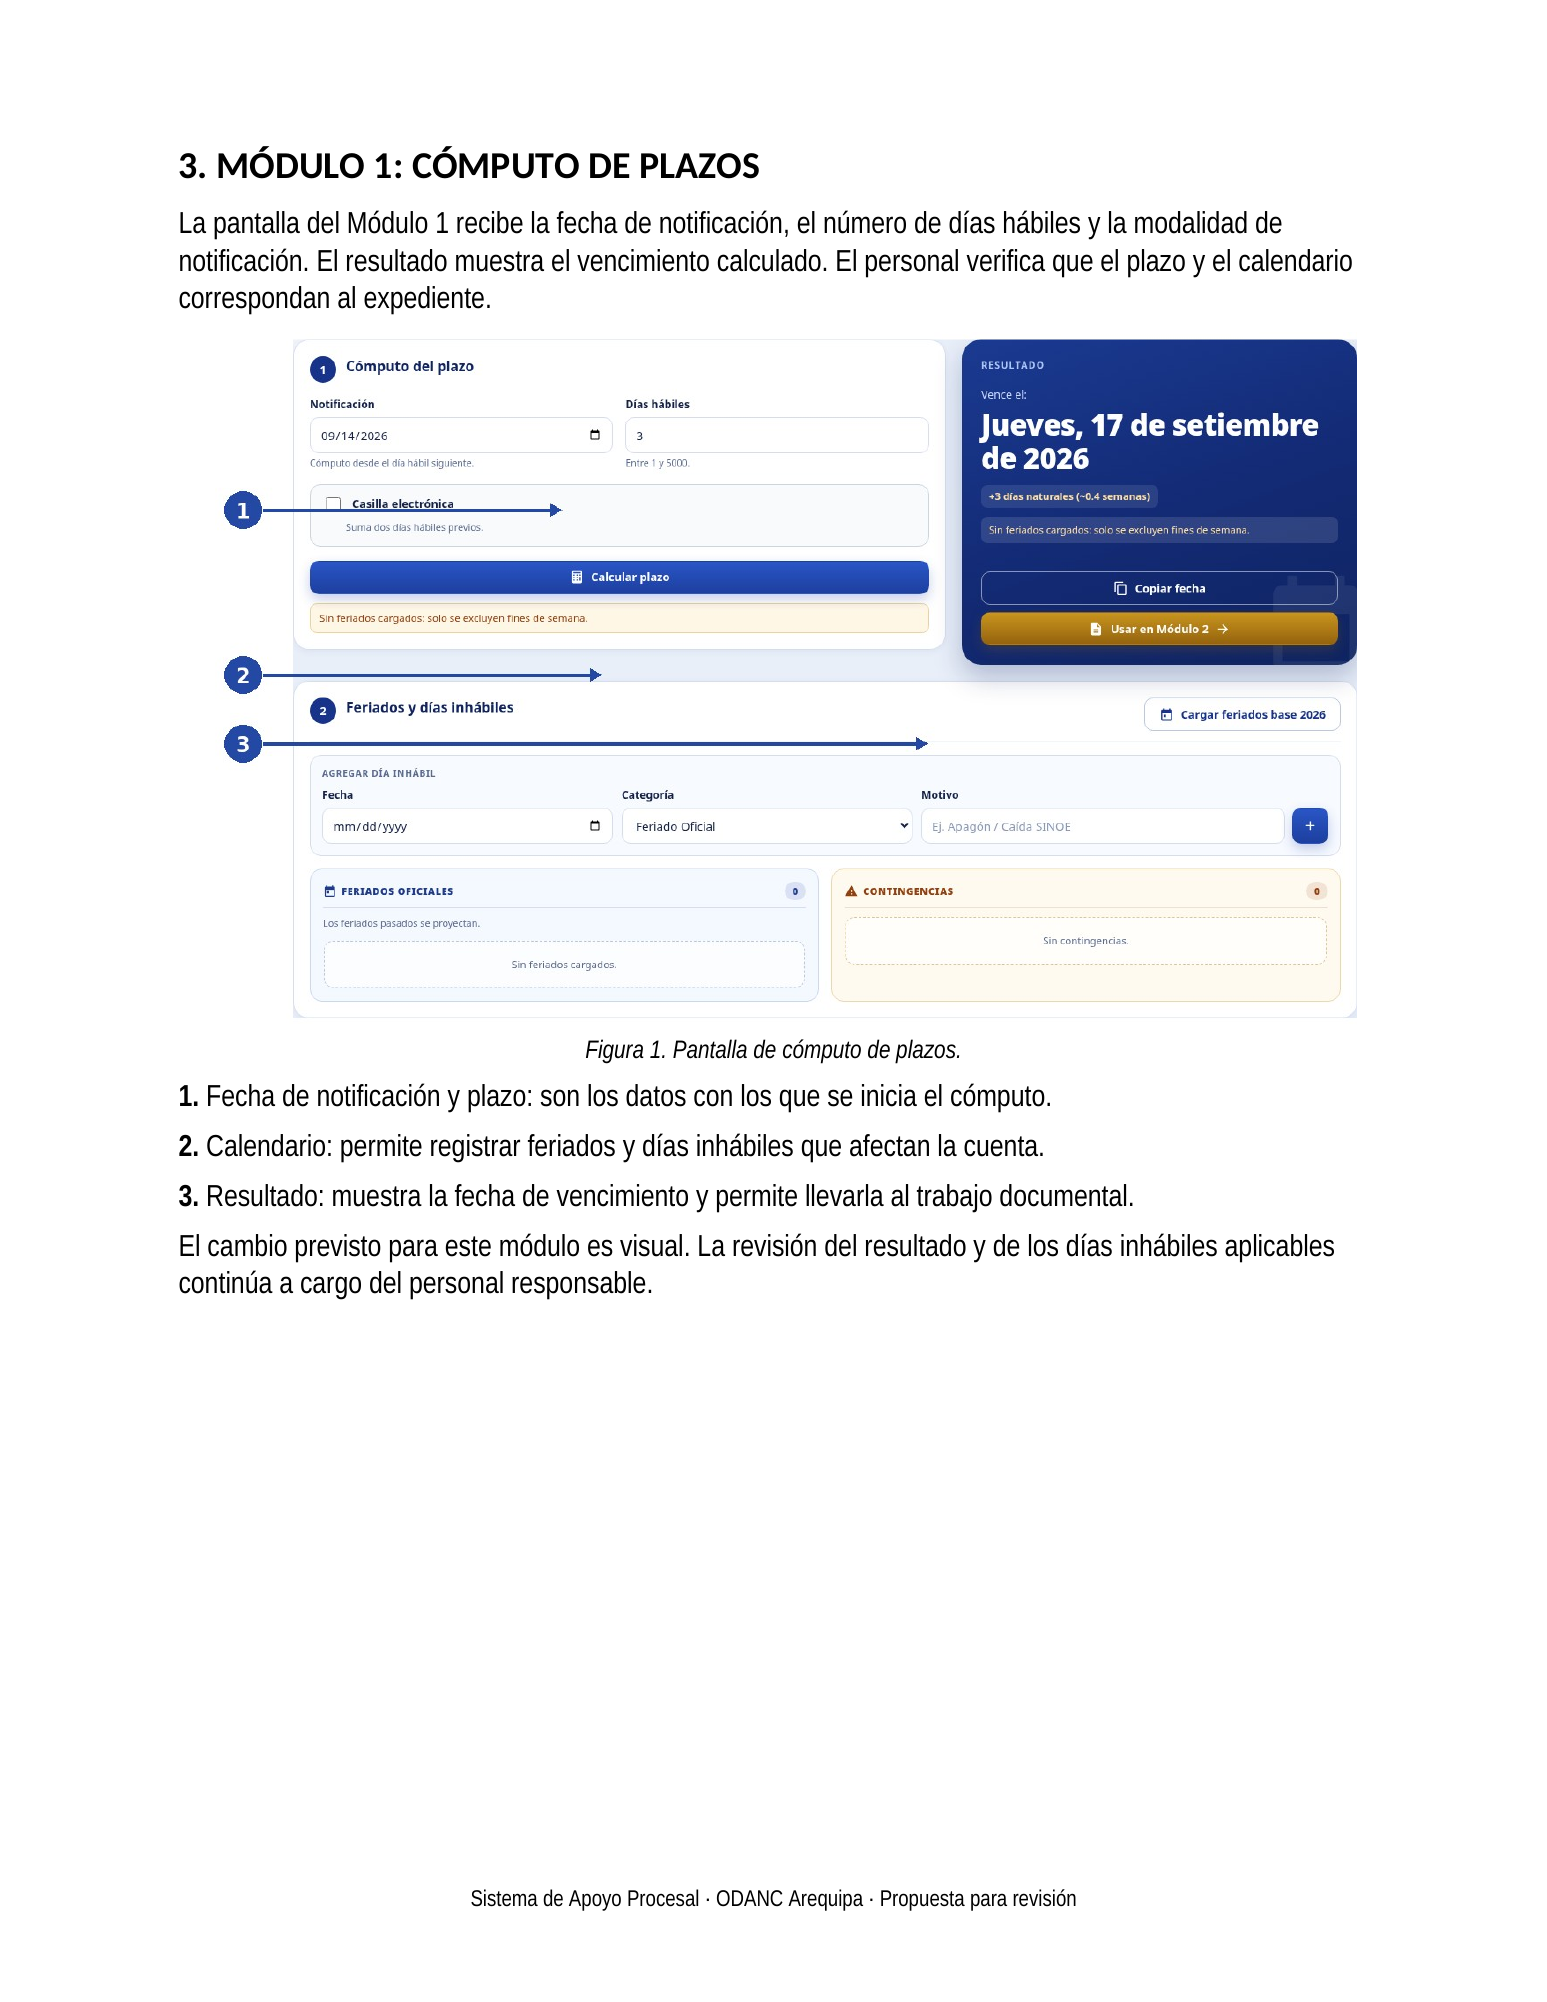 3. MÓDULO 1: CÓMPUTO DE PLAZOS
La pantalla del Módulo 1 recibe la fecha de notificación, el número de días hábiles y la modalidad de
notificación. El resultado muestra el vencimiento calculado. El personal verifica que el plazo y el calendario
correspondan al expediente.
1 Cómputo del plazo
Notificación
Días hábiles
09/14/2026
3
Cómputo desde el día hábil siguiente.
Entre 1 y 5000.
1
Casilla electrónica
Suma dos días hábiles previos.
Calcular plazo
Sin feriados cargados: solo se excluyen fines de semana.
RESULTADO
Vence el:
Jueves, 17 de setiembre
de 2026
+3 días naturales (~0.4 semanas)
Sin feriados cargados: solo se excluyen fines de semana.
Copiar fecha
Usar en Módulo 2 →
2
2 Feriados y días inhábiles
Cargar feriados base 2026
3
AGREGAR DÍA INHÁBIL
Fecha
Categoría
Motivo
mm/dd/yyyy
Feriado Oficial
Ej. Apagón / Caída SINOE
+
FERIADOS OFICIALES
0
Los feriados pasados se proyectan.
Sin feriados cargados.
CONTINGENCIAS
0
Sin contingencias.
Figura 1. Pantalla de cómputo de plazos.
1. Fecha de notificación y plazo: son los datos con los que se inicia el cómputo.
2. Calendario: permite registrar feriados y días inhábiles que afectan la cuenta.
3. Resultado: muestra la fecha de vencimiento y permite llevarla al trabajo documental.
El cambio previsto para este módulo es visual. La revisión del resultado y de los días inhábiles aplicables
continúa a cargo del personal responsable.
Sistema de Apoyo Procesal · ODANC Arequipa · Propuesta para revisión